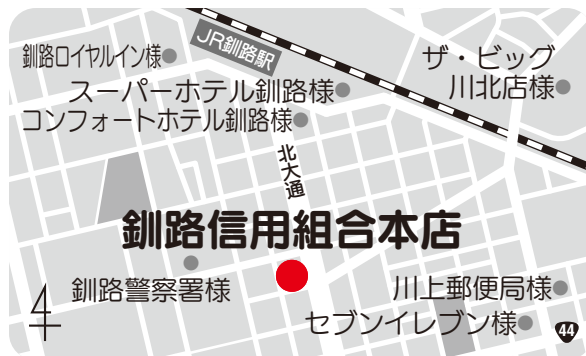 JR釧路駅
釧路ロイヤルイン様
ザ・ビッグ
川北店様
スーパーホテル釧路様
コンフォートホテル釧路様
北大通
釧路信用組合本店
釧路警察署様
川上郵便局様
セブンイレブン様
44